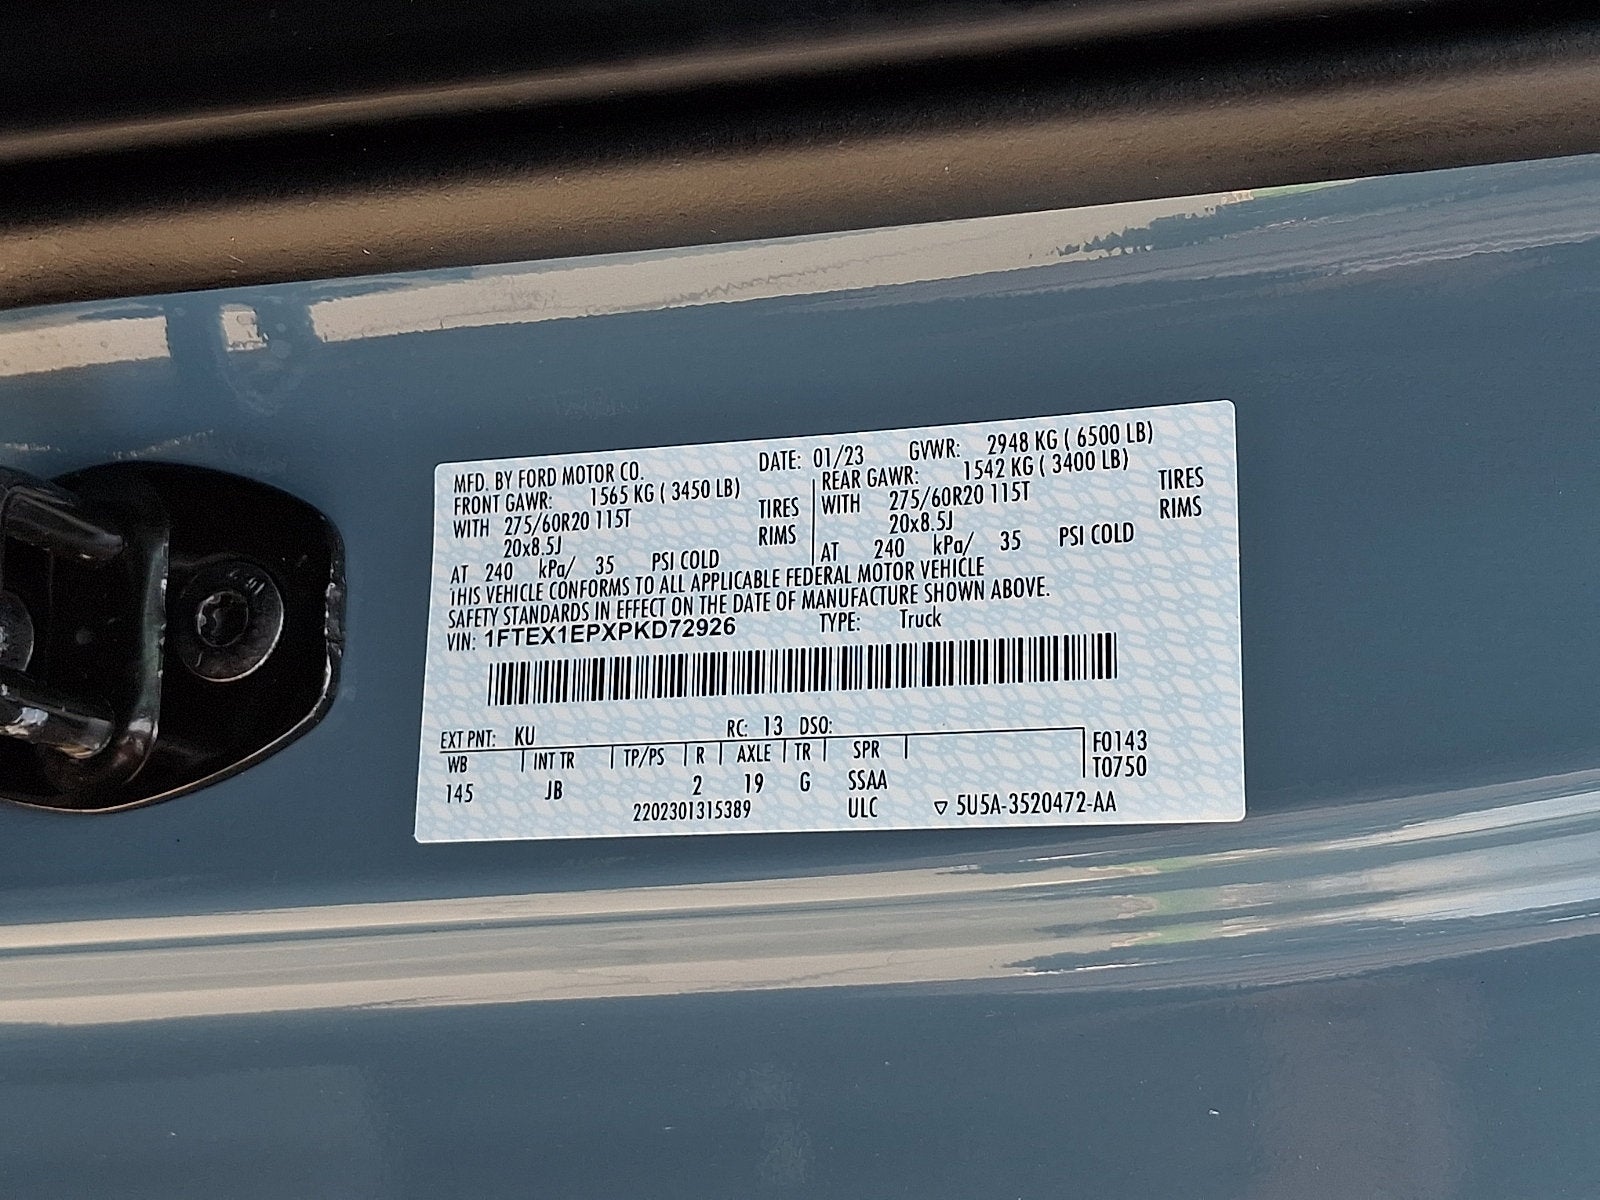 MFD. BY FORD MOTOR CO. DATE: 01/23 GVWR: 2948 KG ( 6500 LB)
FRONT GAWR: 1565 KG ( 3450 LB) REAR GAWR: 1542 KG ( 3400 LB)
WITH 275/60R20 115T TIRES WITH 275/60R20 115T TIRES
20x8.5J RIMS 20x8.5J RIMS
AT 240 kPa/ 35 PSI COLD AT 240 kPa/ 35 PSI COLD
THIS VEHICLE CONFORMS TO ALL APPLICABLE FEDERAL MOTOR VEHICLE
SAFETY STANDARDS IN EFFECT ON THE DATE OF MANUFACTURE SHOWN ABOVE.
VIN: 1FTEX1EPXPKD72926 TYPE: Truck
EXT PNT: KU RC: 13 DSO:
WB INT TR TP/PS R AXLE TR SPR F0143
145 JB 2 19 G SSAA T0750
2202301315389 ULC ▽ 5U5A-3520472-AA